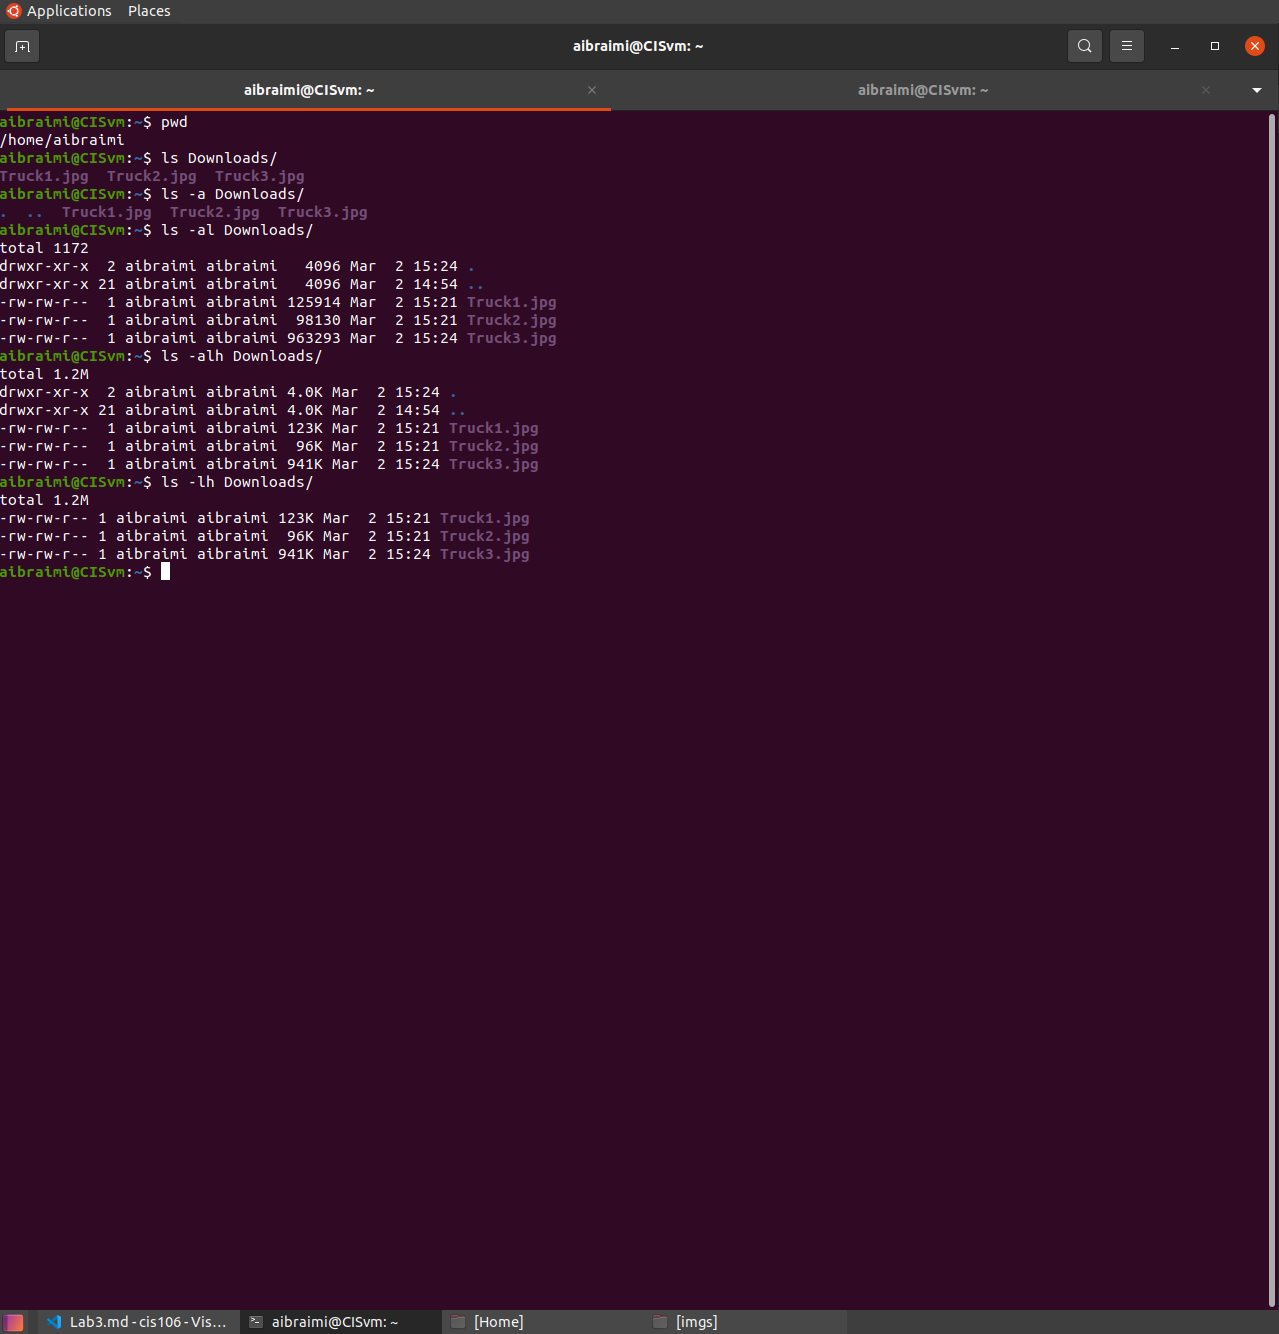 Applications Places
aibraimi@CISvm: ~
aibraimi@CISvm: ~ aibraimi@CISvm: ~
aibraimi@CISvm:~$ pwd
/home/aibraimi
aibraimi@CISvm:~$ ls Downloads/
Truck1.jpg  Truck2.jpg  Truck3.jpg
aibraimi@CISvm:~$ ls -a Downloads/
.  ..  Truck1.jpg  Truck2.jpg  Truck3.jpg
aibraimi@CISvm:~$ ls -al Downloads/
total 1172
drwxr-xr-x  2 aibraimi aibraimi   4096 Mar  2 15:24 .
drwxr-xr-x 21 aibraimi aibraimi   4096 Mar  2 14:54 ..
-rw-rw-r--  1 aibraimi aibraimi 125914 Mar  2 15:21 Truck1.jpg
-rw-rw-r--  1 aibraimi aibraimi  98130 Mar  2 15:21 Truck2.jpg
-rw-rw-r--  1 aibraimi aibraimi 963293 Mar  2 15:24 Truck3.jpg
aibraimi@CISvm:~$ ls -alh Downloads/
total 1.2M
drwxr-xr-x  2 aibraimi aibraimi 4.0K Mar  2 15:24 .
drwxr-xr-x 21 aibraimi aibraimi 4.0K Mar  2 14:54 ..
-rw-rw-r--  1 aibraimi aibraimi 123K Mar  2 15:21 Truck1.jpg
-rw-rw-r--  1 aibraimi aibraimi  96K Mar  2 15:21 Truck2.jpg
-rw-rw-r--  1 aibraimi aibraimi 941K Mar  2 15:24 Truck3.jpg
aibraimi@CISvm:~$ ls -lh Downloads/
total 1.2M
-rw-rw-r-- 1 aibraimi aibraimi 123K Mar  2 15:21 Truck1.jpg
-rw-rw-r-- 1 aibraimi aibraimi  96K Mar  2 15:21 Truck2.jpg
-rw-rw-r-- 1 aibraimi aibraimi 941K Mar  2 15:24 Truck3.jpg
aibraimi@CISvm:~$
Lab3.md - cis106 - Vis... aibraimi@CISvm: ~ [Home] [imgs]